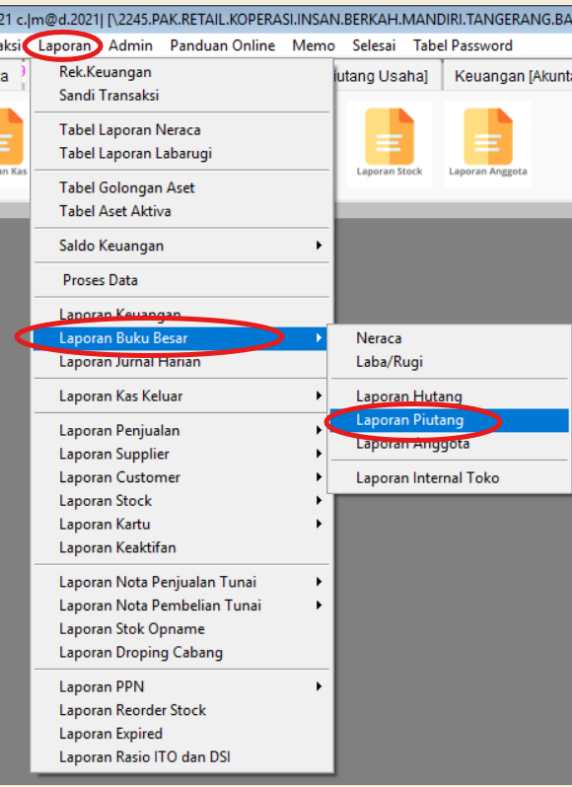 21 c.|m@d.2021| [\2245.PAK.RETAIL.KOPERASI.INSAN.BERKAH.MANDIRI.TANGERANG.BA
aksi Laporan Admin Panduan Online Memo Selesai Tabel Password
a
iutang Usaha] Keuangan [Akunta
an Kas
Laporan Stock
Laporan Anggota
Rek.Keuangan
Sandi Transaksi
Tabel Laporan Neraca
Tabel Laporan Labarugi
Tabel Golongan Aset
Tabel Aset Aktiva
Saldo Keuangan
Proses Data
Laporan Keuangan
Laporan Buku Besar
Laporan Jurnal Harian
Laporan Kas Keluar
Laporan Penjualan
Laporan Supplier
Laporan Customer
Laporan Stock
Laporan Kartu
Laporan Keaktifan
Laporan Nota Penjualan Tunai
Laporan Nota Pembelian Tunai
Laporan Stok Opname
Laporan Droping Cabang
Laporan PPN
Laporan Reorder Stock
Laporan Expired
Laporan Rasio ITO dan DSI
Neraca
Laba/Rugi
Laporan Hutang
Laporan Piutang
Laporan Anggota
Laporan Internal Toko